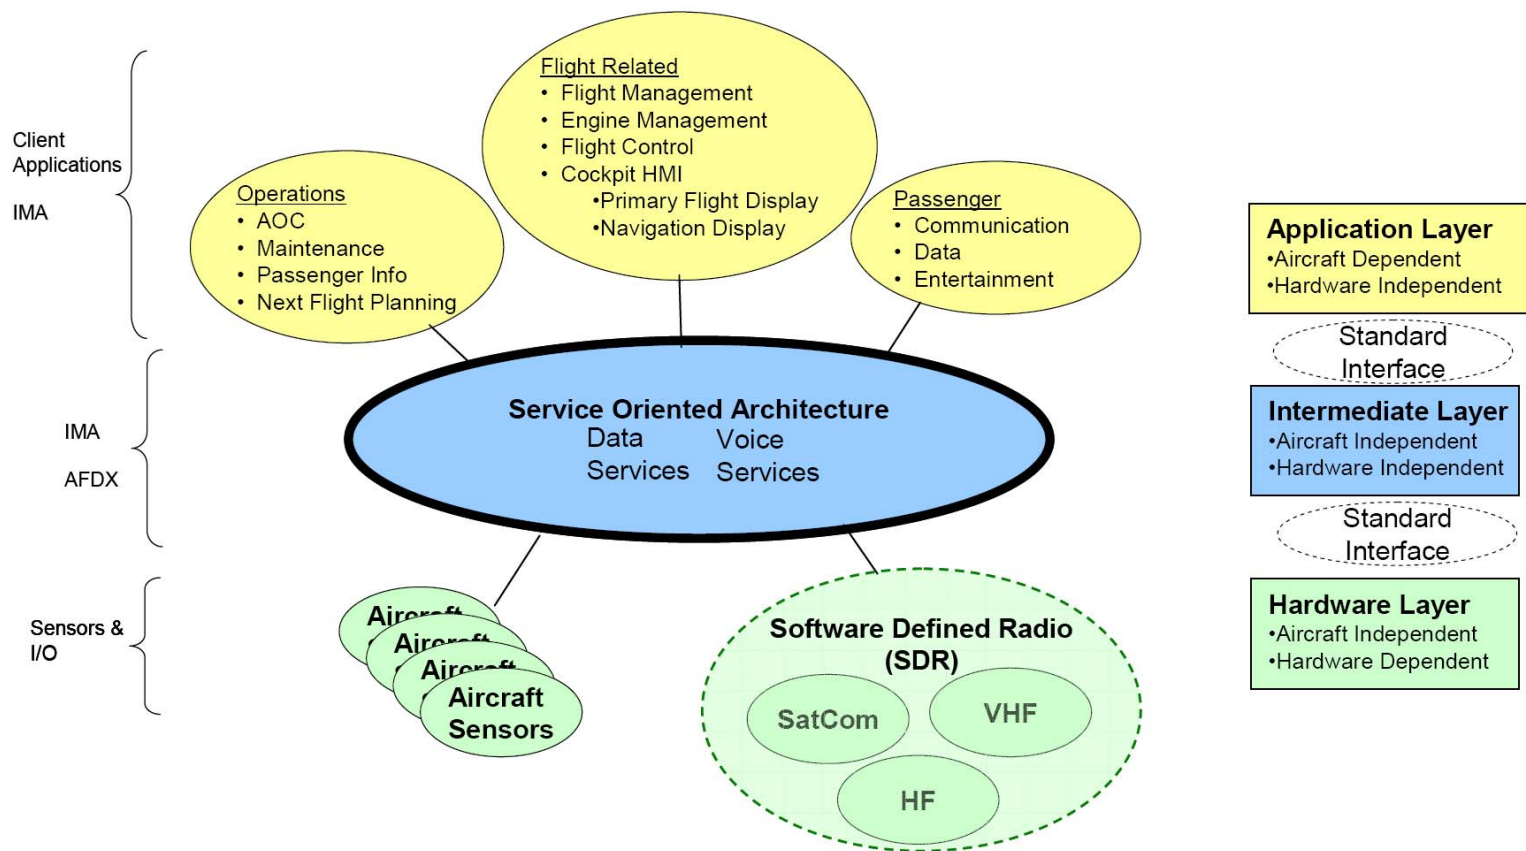 Client
Applications
IMA
Flight Related
• Flight Management
• Engine Management
• Flight Control
• Cockpit HMI
•Primary Flight Display
•Navigation Display
Operations
• AOC
• Maintenance
• Passenger Info
• Next Flight Planning
Passenger
• Communication
• Data
• Entertainment
IMA
AFDX
Service Oriented Architecture
Data
Services
Voice
Services
Sensors &
I/O
Aircraft
Aircraft
Aircraft
Aircraft
Sensors
Software Defined Radio
(SDR)
SatCom
VHF
HF
Application Layer
•Aircraft Dependent
•Hardware Independent
Standard
Interface
Intermediate Layer
•Aircraft Independent
•Hardware Independent
Standard
Interface
Hardware Layer
•Aircraft Independent
•Hardware Dependent